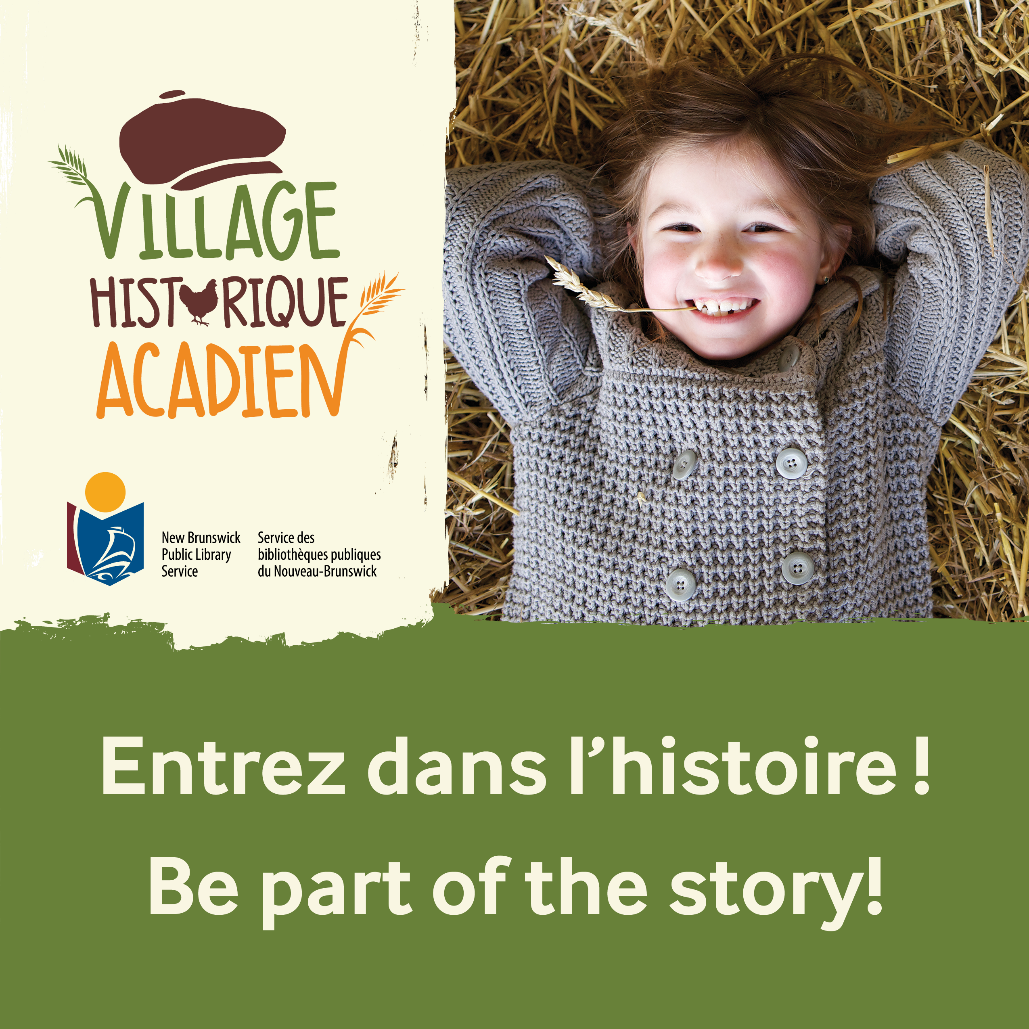 VILLAGE
HISTORIQUE
ACADIEN
New Brunswick
Public Library
Service
Service des
bibliothèques publiques
du Nouveau-Brunswick
Entrez dans l’histoire !
Be part of the story!